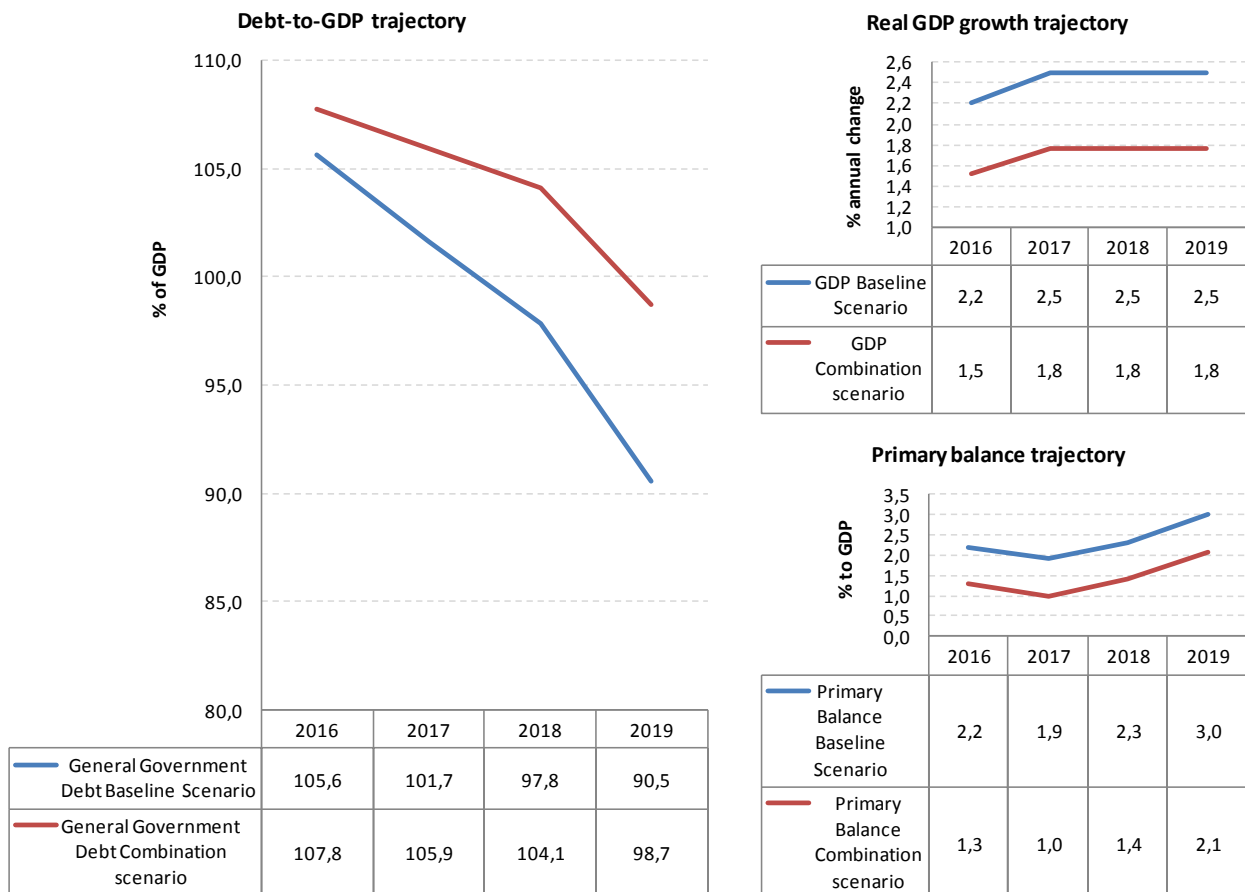 Debt-to-GDP trajectory
110,0
105,0
100,0
95,0
90,0
85,0
80,0
% of GDP
2016 2017 2018 2019
General Government
Debt Baseline Scenario
105,6 101,7 97,8 90,5
General Government
Debt Combination
scenario
107,8 105,9 104,1 98,7
Real GDP growth trajectory
2,6
2,4
2,2
2,0
1,8
1,6
1,4
1,2
1,0
% annual change
2016 2017 2018 2019
GDP Baseline
Scenario
2,2 2,5 2,5 2,5
GDP
Combination
scenario
1,5 1,8 1,8 1,8
Primary balance trajectory
3,5
3,0
2,5
2,0
1,5
1,0
0,5
0,0
% to GDP
2016 2017 2018 2019
Primary
Balance
Baseline
Scenario
2,2 1,9 2,3 3,0
Primary
Balance
Combination
scenario
1,3 1,0 1,4 2,1